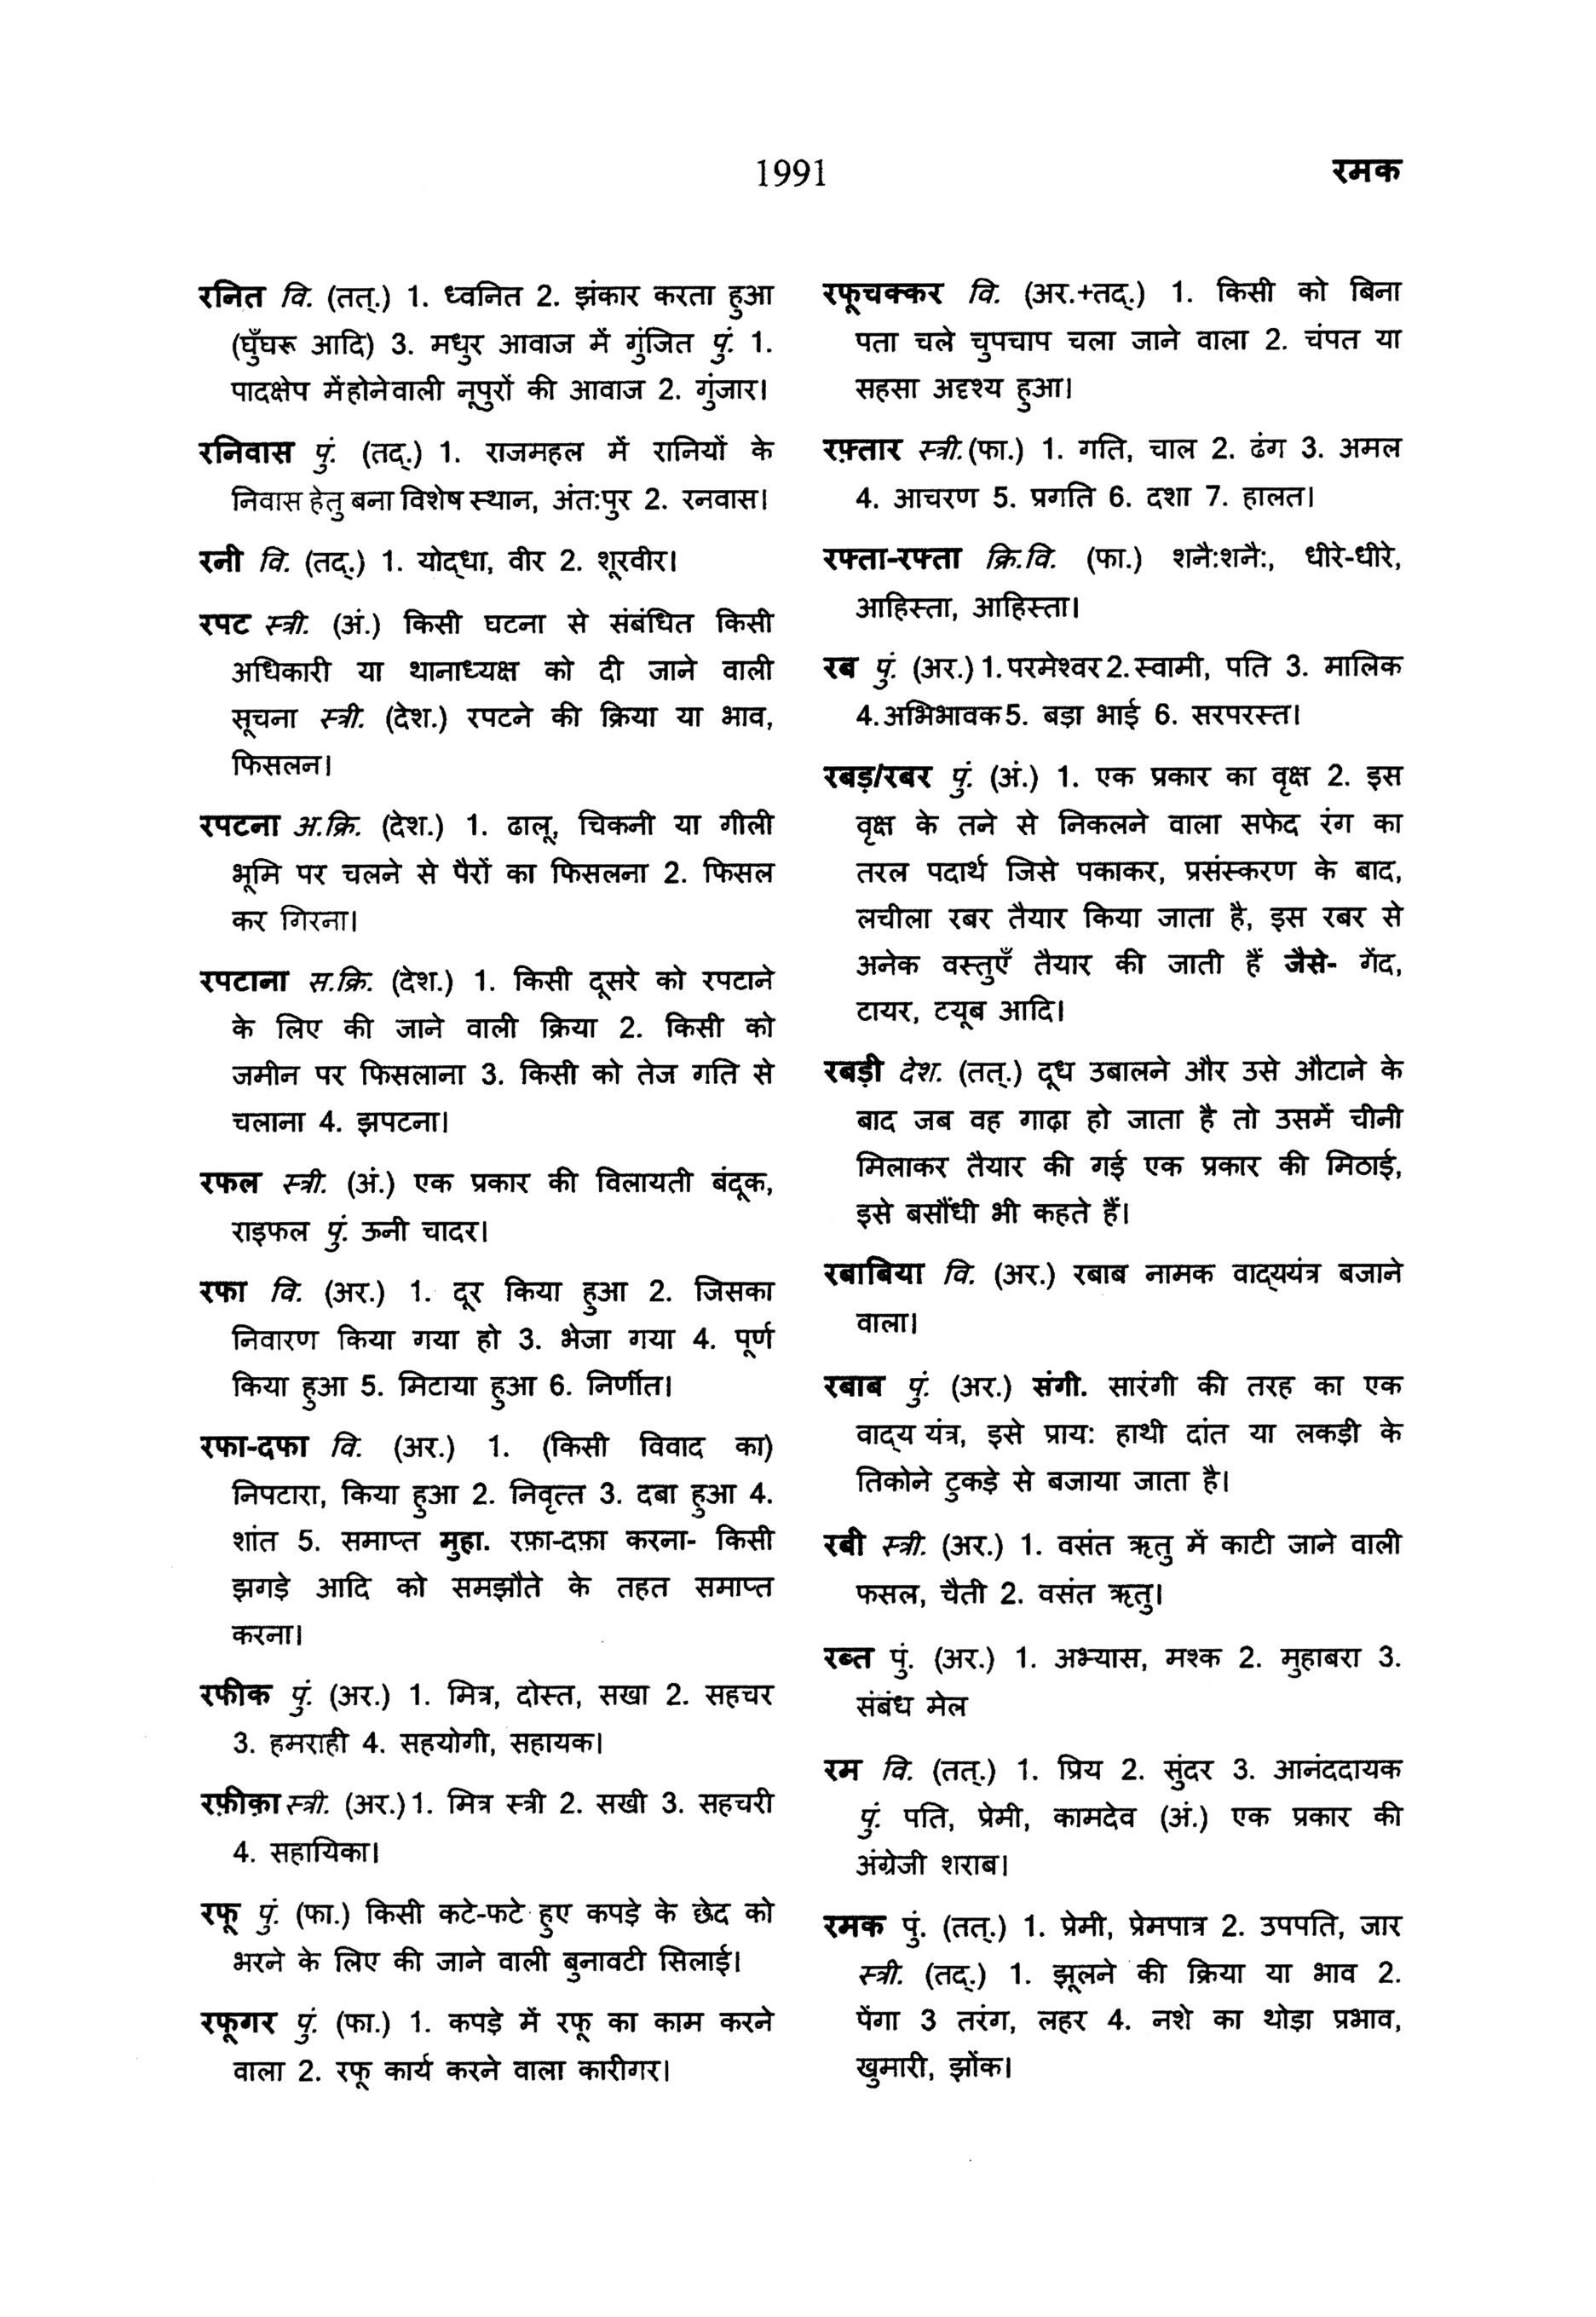 1991
रमक
रनित वि. (तत्.) 1. ध्वनित 2. झंकार करता हुआ
(घुँघरू आदि) 3. मधुर आवाज में गुंजित पुं. 1.
पादक्षेप में होने वाली नूपुरों की आवाज 2. गुंजार।
रनिवास पुं. (तद्.) 1. राजमहल में रानियों के
निवास हेतु बना विशेष स्थान, अंत:पुर 2. रनवास।
रनी वि. (तद्.) 1. योद्धा, वीर 2. शूरवीर।
रपट स्त्री. (अं.) किसी घटना से संबंधित किसी
अधिकारी या थानाध्यक्ष को दी जाने वाली
सूचना स्त्री. (देश.) रपटने की क्रिया या भाव,
फिसलन।
रपटना अ.क्रि. (देश.) 1. ढालू, चिकनी या गीली
भूमि पर चलने से पैरों का फिसलना 2. फिसल
कर गिरना।
रपटाना स.क्रि. (देश.) 1. किसी दूसरे को रपटाने
के लिए की जाने वाली क्रिया 2. किसी को
जमीन पर फिसलाना 3. किसी को तेज गति से
चलाना 4. झपटना।
रफल स्त्री. (अं.) एक प्रकार की विलायती बंदूक,
राइफल पुं. ऊनी चादर।
रफा वि. (अर.) 1. दूर किया हुआ 2. जिसका
निवारण किया गया हो 3. भेजा गया 4. पूर्ण
किया हुआ 5. मिटाया हुआ 6. निर्णीत।
रफा-दफा वि. (अर.) 1. (किसी विवाद का)
निपटारा, किया हुआ 2. निवृत्त 3. दबा हुआ 4.
शांत 5. समाप्त मुहा. रफ़ा-दफ़ा करना- किसी
झगड़े आदि को समझौते के तहत समाप्त
करना।
रफीक पुं. (अर.) 1. मित्र, दोस्त, सखा 2. सहचर
3. हमराही 4. सहयोगी, सहायक।
रफ़ीक़ा स्त्री. (अर.) 1. मित्र स्त्री 2. सखी 3. सहचरी
4. सहायिका।
रफू पुं. (फा.) किसी कटे-फटे हुए कपड़े के छेद को
भरने के लिए की जाने वाली बुनावटी सिलाई।
रफूगर पुं. (फा.) 1. कपड़े में रफू का काम करने
वाला 2. रफू कार्य करने वाला कारीगर।
रफूचक्कर वि. (अर.+तद्.) 1. किसी को बिना
पता चले चुपचाप चला जाने वाला 2. चंपत या
सहसा अदृश्य हुआ।
रफ़्तार स्त्री. (फा.) 1. गति, चाल 2. ढंग 3. अमल
4. आचरण 5. प्रगति 6. दशा 7. हालत।
रफ्ता-रफ्ता क्रि.वि. (फा.) शनै:शनै:, धीरे-धीरे,
आहिस्ता, आहिस्ता।
रब पुं. (अर.) 1. परमेश्वर 2. स्वामी, पति 3. मालिक
4. अभिभावक 5. बड़ा भाई 6. सरपरस्त।
रबड़/रबर पुं. (अं.) 1. एक प्रकार का वृक्ष 2. इस
वृक्ष के तने से निकलने वाला सफेद रंग का
तरल पदार्थ जिसे पकाकर, प्रसंस्करण के बाद,
लचीला रबर तैयार किया जाता है, इस रबर से
अनेक वस्तुएँ तैयार की जाती हैं जैसे- गेंद,
टायर, टयूब आदि।
रबड़ी देश. (तत्.) दूध उबालने और उसे औटाने के
बाद जब वह गाढ़ा हो जाता है तो उसमें चीनी
मिलाकर तैयार की गई एक प्रकार की मिठाई,
इसे बसौंधी भी कहते हैं।
रबाबिया वि. (अर.) रबाब नामक वाद्ययंत्र बजाने
वाला।
रबाब पुं. (अर.) संगी. सारंगी की तरह का एक
वाद्य यंत्र, इसे प्राय: हाथी दांत या लकड़ी के
तिकोने टुकड़े से बजाया जाता है।
रबी स्त्री. (अर.) 1. वसंत ऋतु में काटी जाने वाली
फसल, चैती 2. वसंत ऋतु।
रब्त पुं. (अर.) 1. अभ्यास, मश्क 2. मुहाबरा 3.
संबंध मेल
रम वि. (तत्.) 1. प्रिय 2. सुंदर 3. आनंददायक
पुं. पति, प्रेमी, कामदेव (अं.) एक प्रकार की
अंग्रेजी शराब।
रमक पुं. (तत्.) 1. प्रेमी, प्रेमपात्र 2. उपपति, जार
स्त्री. (तद्.) 1. झूलने की क्रिया या भाव 2.
पेंगा 3 तरंग, लहर 4. नशे का थोड़ा प्रभाव,
खुमारी, झोंक।